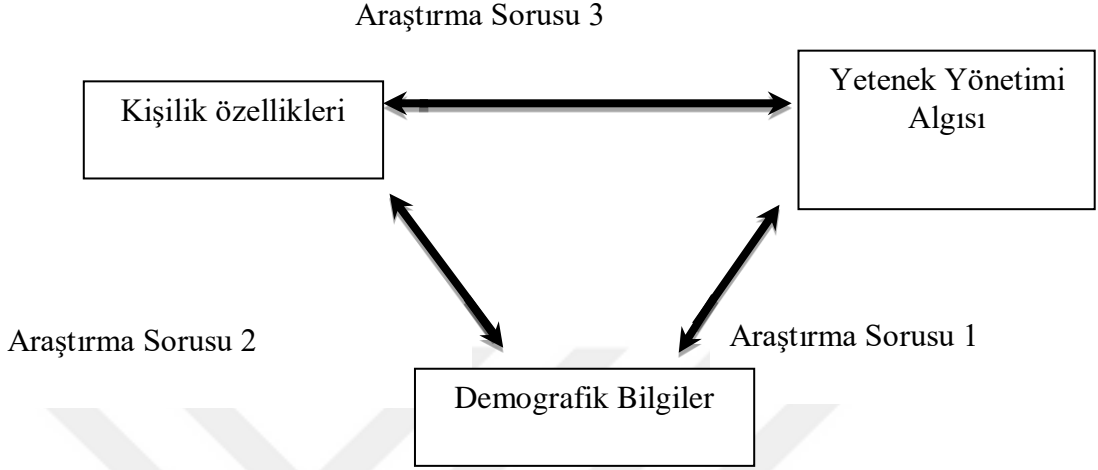 Araştırma Sorusu 3
Kişilik özellikleri
Yetenek Yönetimi
Algısı
Araştırma Sorusu 2
Araştırma Sorusu 1
Demografik Bilgiler